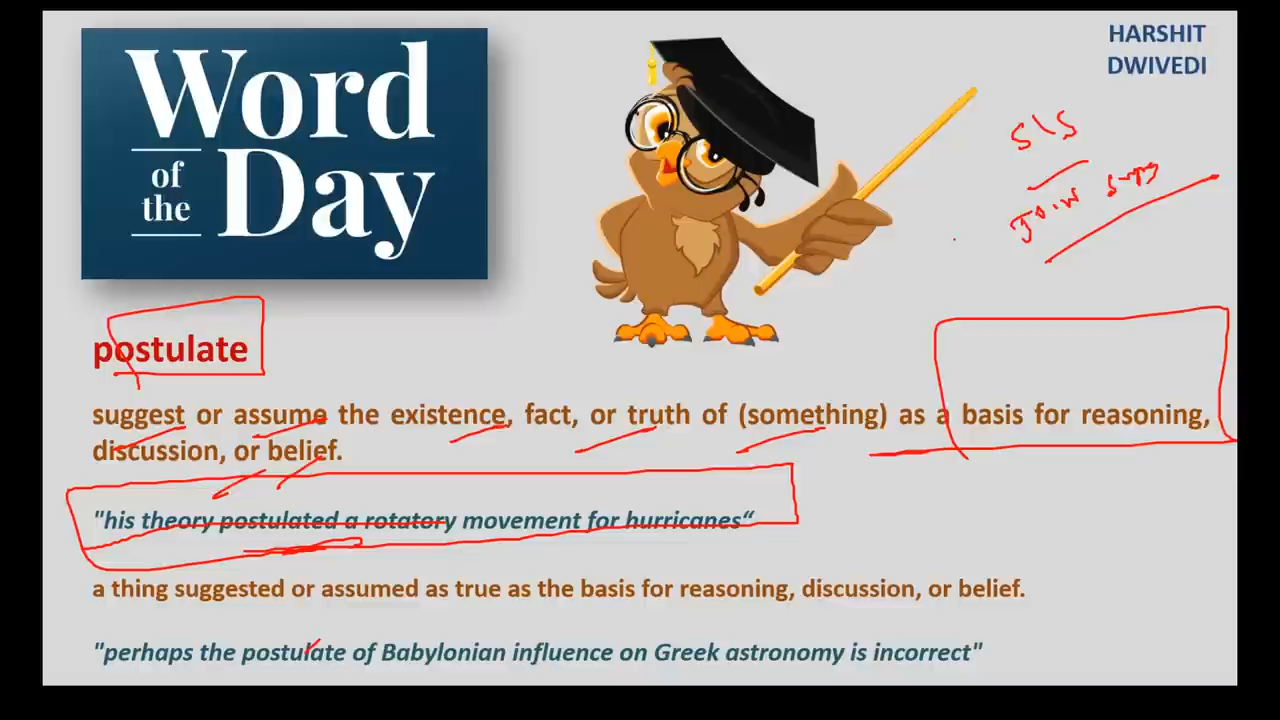 Word
of
the
Day
HARSHIT
DWIVEDI
S\S
postulate
suggest or assume the existence, fact, or truth of (something) as a basis for reasoning,
discussion, or belief.
"his theory postulated a rotatory movement for hurricanes“
a thing suggested or assumed as true as the basis for reasoning, discussion, or belief.
"perhaps the postulate of Babylonian influence on Greek astronomy is incorrect"